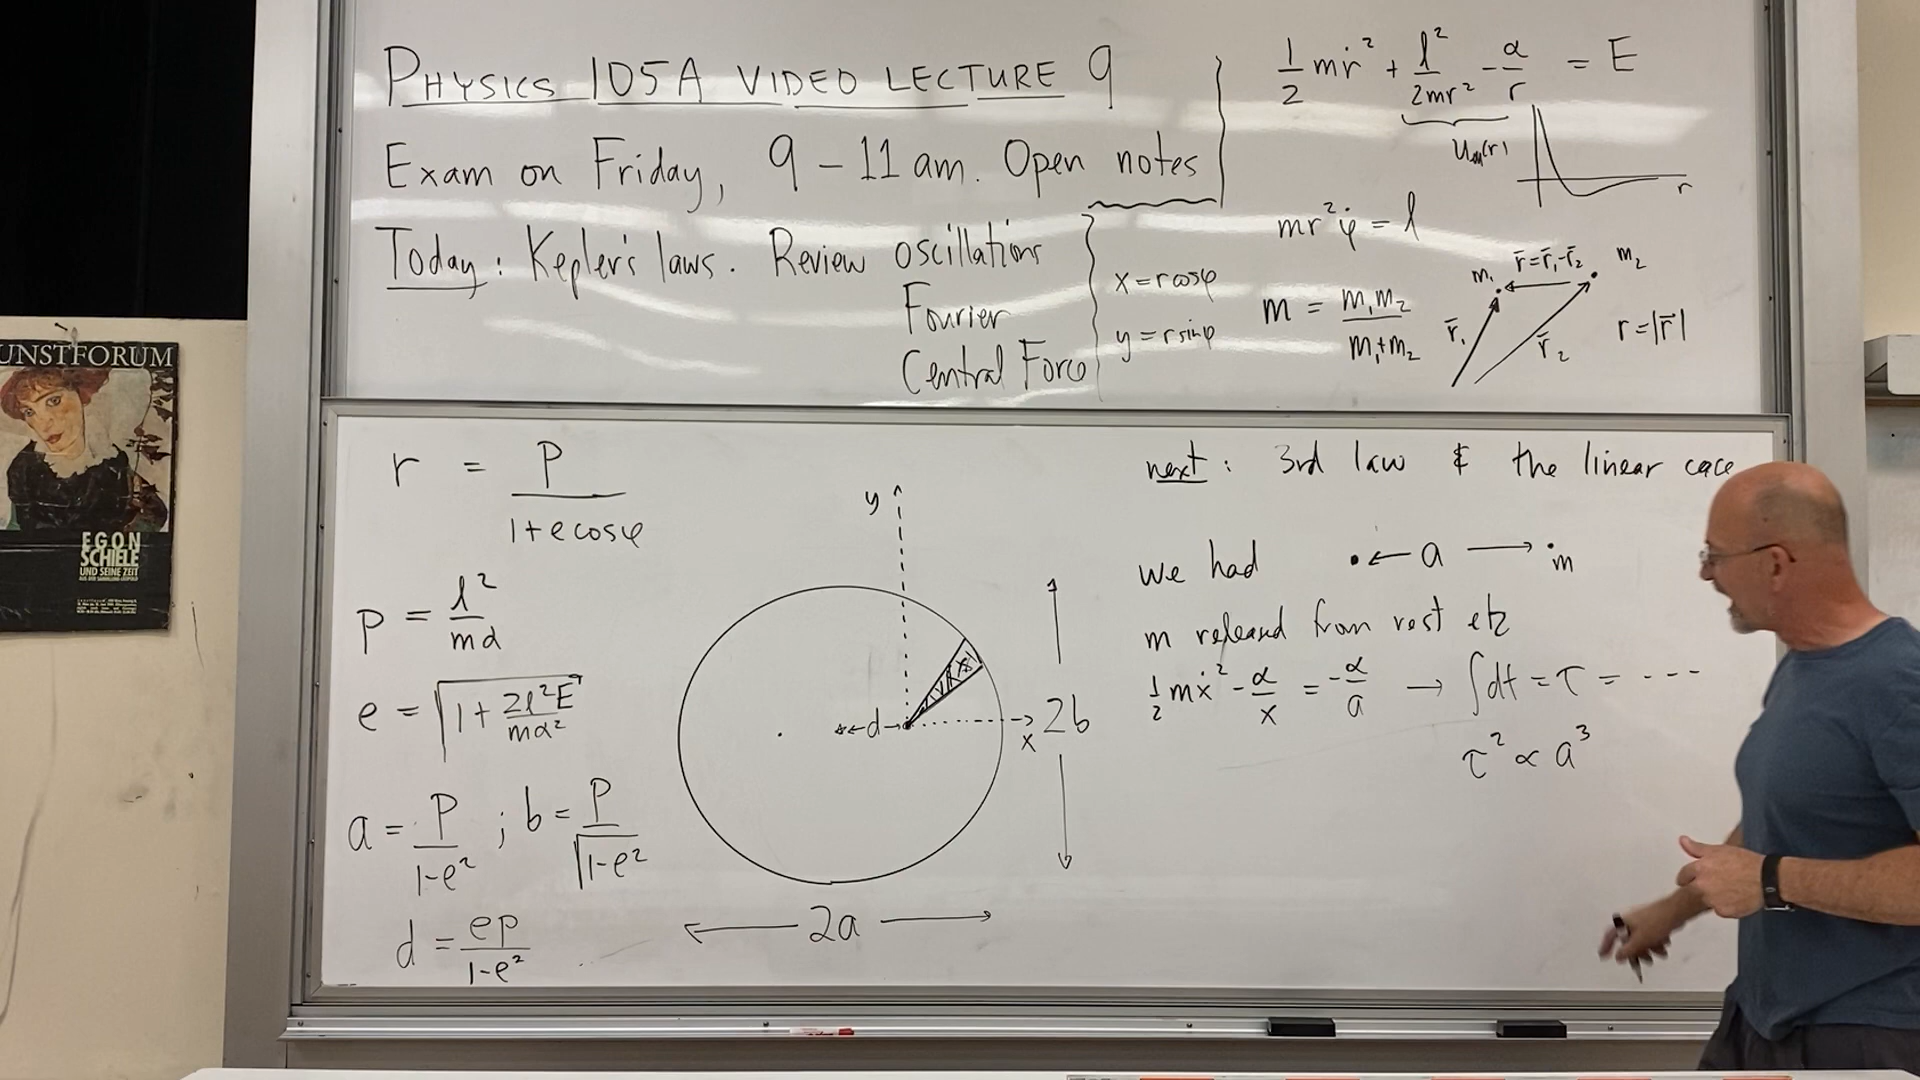 PHYSICS 105A VIDEO LECTURE 9
Exam on Friday, 9 – 11 am. Open notes
Today: Kepler's laws. Review oscillations
Fourier
Central Force
x = r cosφ
y = r sinφ
1/2 mṙ² + l²/2mr² - α/r = E
r
mr²φ̇ = l
m = m₁m₂/m₁+m₂
m₁
r̄=r̄₁-r̄₂
m₂
r̄₁
r̄₂
r=|r̄|
UNSTFORUM
EGON
SCHIELE
UND SEINE ZEIT
r = p/1+e cosφ
p = l²/mα
e = √1+2l²E/mα²
a = p/1-e² ; b = p/√1-e²
d = ep/1-e²
y
d
x
2b
2a
next: 3rd law & the linear case
we had
a
m
m released from rest etz
1/2 mẋ² - α/x = -α/a → ∫dt = τ = ---
τ² ∝ a³